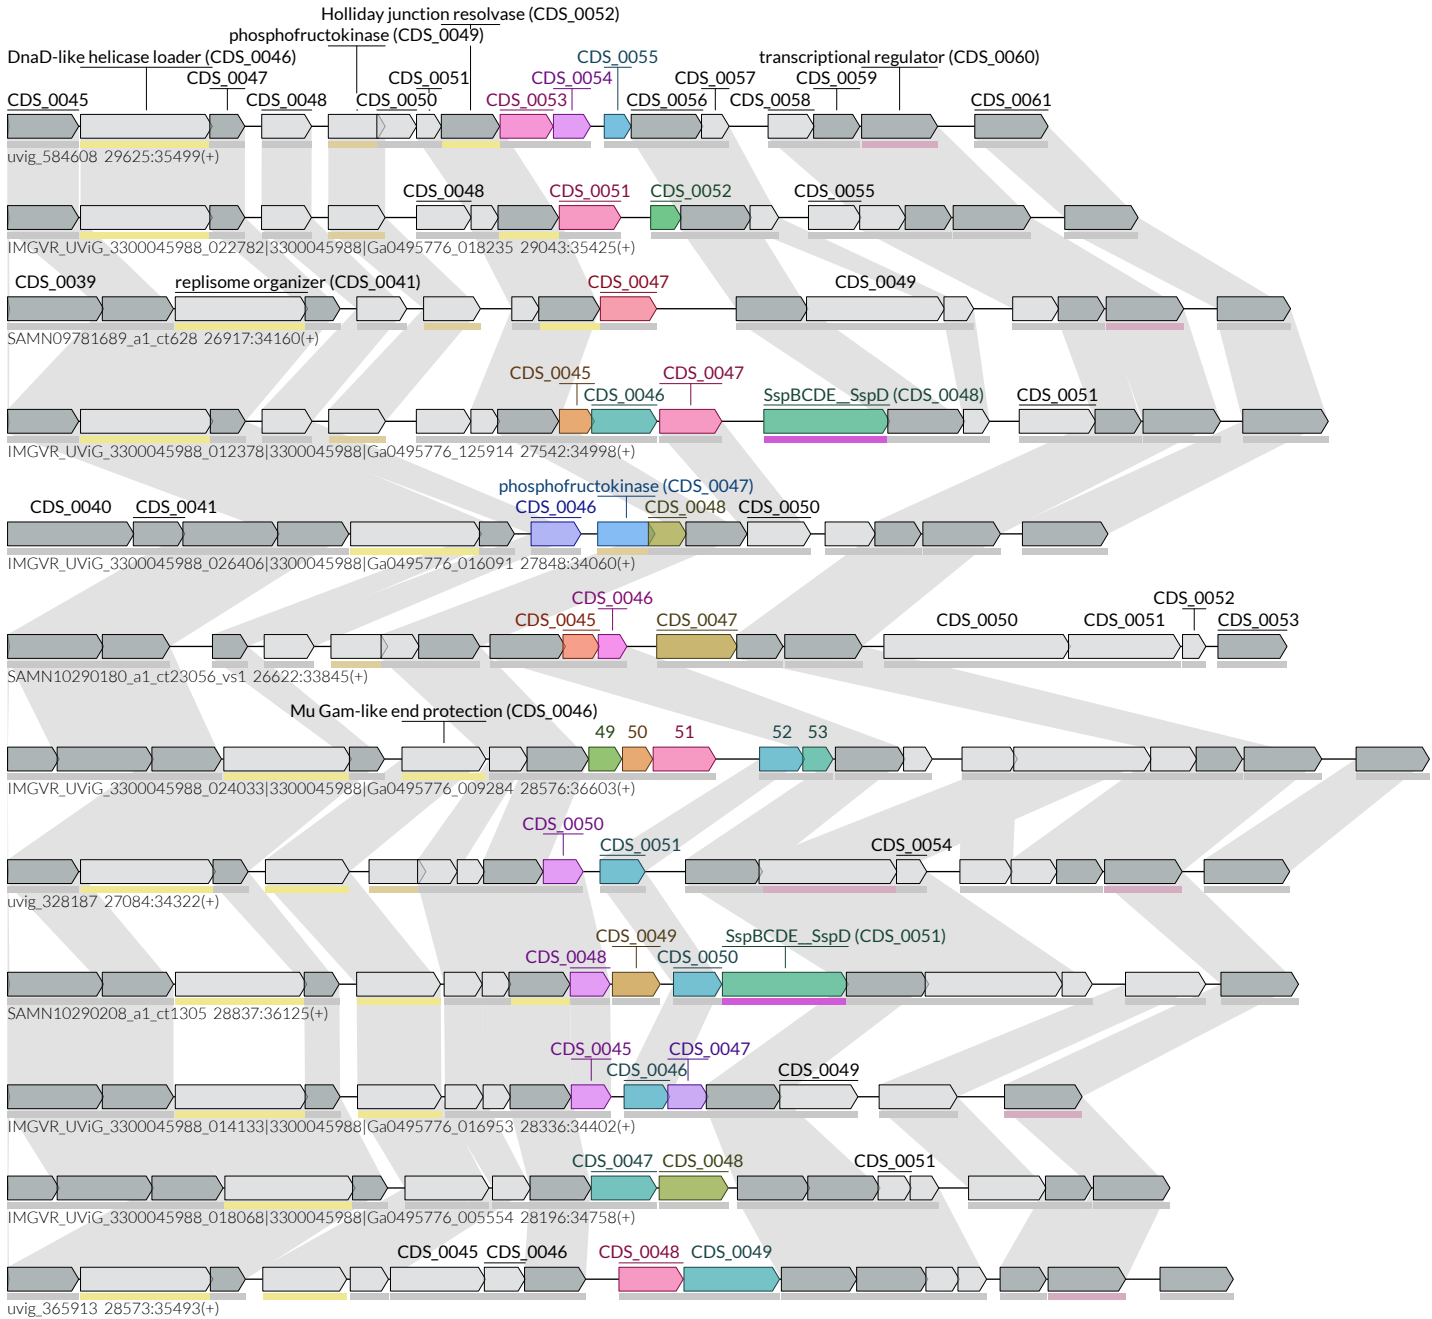 Holliday junction resolvase (CDS_0052)
phosphofructokinase (CDS_0049)
DnaD-like helicase loader (CDS_0046) CDS_0055 transcriptional regulator (CDS_0060)
CDS_0047 CDS_0051 CDS_0054 CDS_0057 CDS_0059
CDS_0045 CDS_0048 CDS_0050 CDS_0053 CDS_0056 CDS_0058 CDS_0061
uvig_584608 29625:35499(+)
CDS_0048 CDS_0051 CDS_0052 CDS_0055
IMGVR_UViG_3300045988_022782|3300045988|Ga0495776_018235 29043:35425(+)
CDS_0039 replisome organizer (CDS_0041) CDS_0047 CDS_0049
SAMN09781689_a1_ct628 26917:34160(+)
CDS_0045 CDS_0047
CDS_0046 SspBCDE__SspD (CDS_0048) CDS_0051
IMGVR_UViG_3300045988_012378|3300045988|Ga0495776_125914 27542:34998(+)
phosphofructokinase (CDS_0047)
CDS_0040 CDS_0041 CDS_0046 CDS_0048 CDS_0050
IMGVR_UViG_3300045988_026406|3300045988|Ga0495776_016091 27848:34060(+)
CDS_0046 CDS_0052
CDS_0045 CDS_0047 CDS_0050 CDS_0051 CDS_0053
SAMN10290180_a1_ct23056_vs1 26622:33845(+)
Mu Gam-like end protection (CDS_0046)
49 50 51 52 53
IMGVR_UViG_3300045988_024033|3300045988|Ga0495776_009284 28576:36603(+)
CDS_0050
CDS_0051 CDS_0054
uvig_328187 27084:34322(+)
CDS_0049 SspBCDE__SspD (CDS_0051)
CDS_0048 CDS_0050
SAMN10290208_a1_ct1305 28837:36125(+)
CDS_0045 CDS_0047
CDS_0046 CDS_0049
IMGVR_UViG_3300045988_014133|3300045988|Ga0495776_016953 28336:34402(+)
CDS_0047 CDS_0048 CDS_0051
IMGVR_UViG_3300045988_018068|3300045988|Ga0495776_005554 28196:34758(+)
CDS_0045 CDS_0046 CDS_0048 CDS_0049
uvig_365913 28573:35493(+)